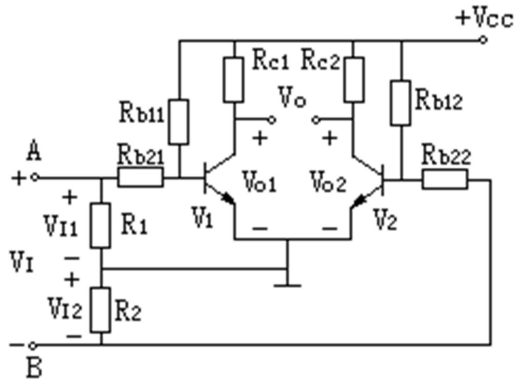 +Vcc
Rc1 Rc2
Rb11 Vo Rb12
+ +
A Rb21 Rb22
+
+ Vo1 Vo2
VI1 R1 V1 V2
− − −
VI
+
VI2 R2
−
− B